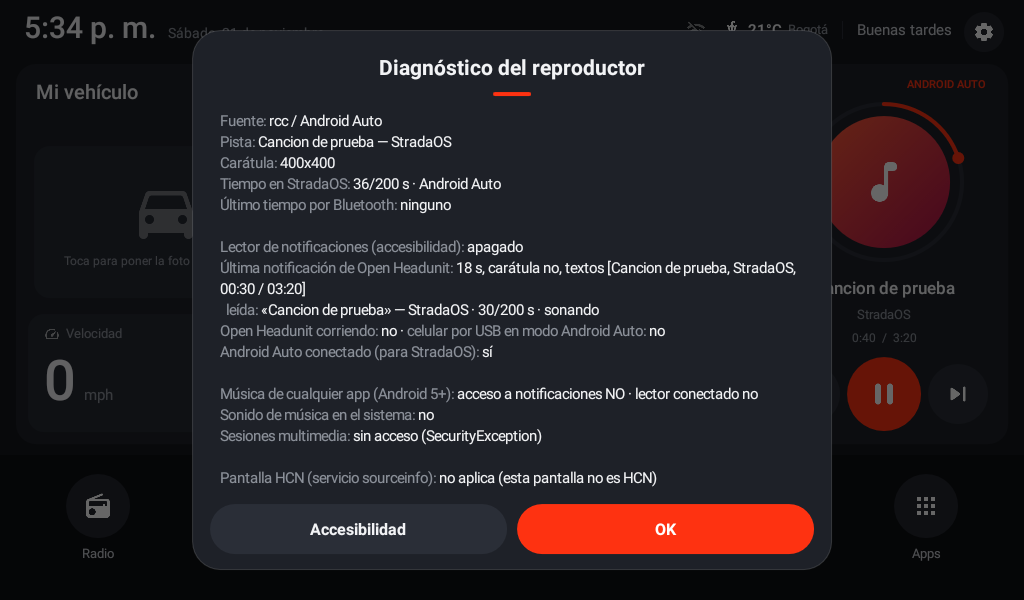 5:34 p. m.
Sábado, 21 de noviembre
21°C Bogotá
Buenas tardes
Mi vehículo
ANDROID AUTO
Diagnóstico del reproductor
Fuente: rcc / Android Auto
Pista: Cancion de prueba — StradaOS
Carátula: 400x400
Tiempo en StradaOS: 36/200 s · Android Auto
Último tiempo por Bluetooth: ninguno
Lector de notificaciones (accesibilidad): apagado
Última notificación de Open Headunit: 18 s, carátula no, textos [Cancion de prueba, StradaOS,
00:30 / 03:20]
leída: «Cancion de prueba» — StradaOS · 30/200 s · sonando
Open Headunit corriendo: no · celular por USB en modo Android Auto: no
Android Auto conectado (para StradaOS): sí
Música de cualquier app (Android 5+): acceso a notificaciones NO · lector conectado no
Sonido de música en el sistema: no
Sesiones multimedia: sin acceso (SecurityException)
Pantalla HCN (servicio sourceinfo): no aplica (esta pantalla no es HCN)
Accesibilidad
OK
Toca para poner la foto
Velocidad
0 mph
ncion de prueba
StradaOS
0:40 / 3:20
Radio
Apps